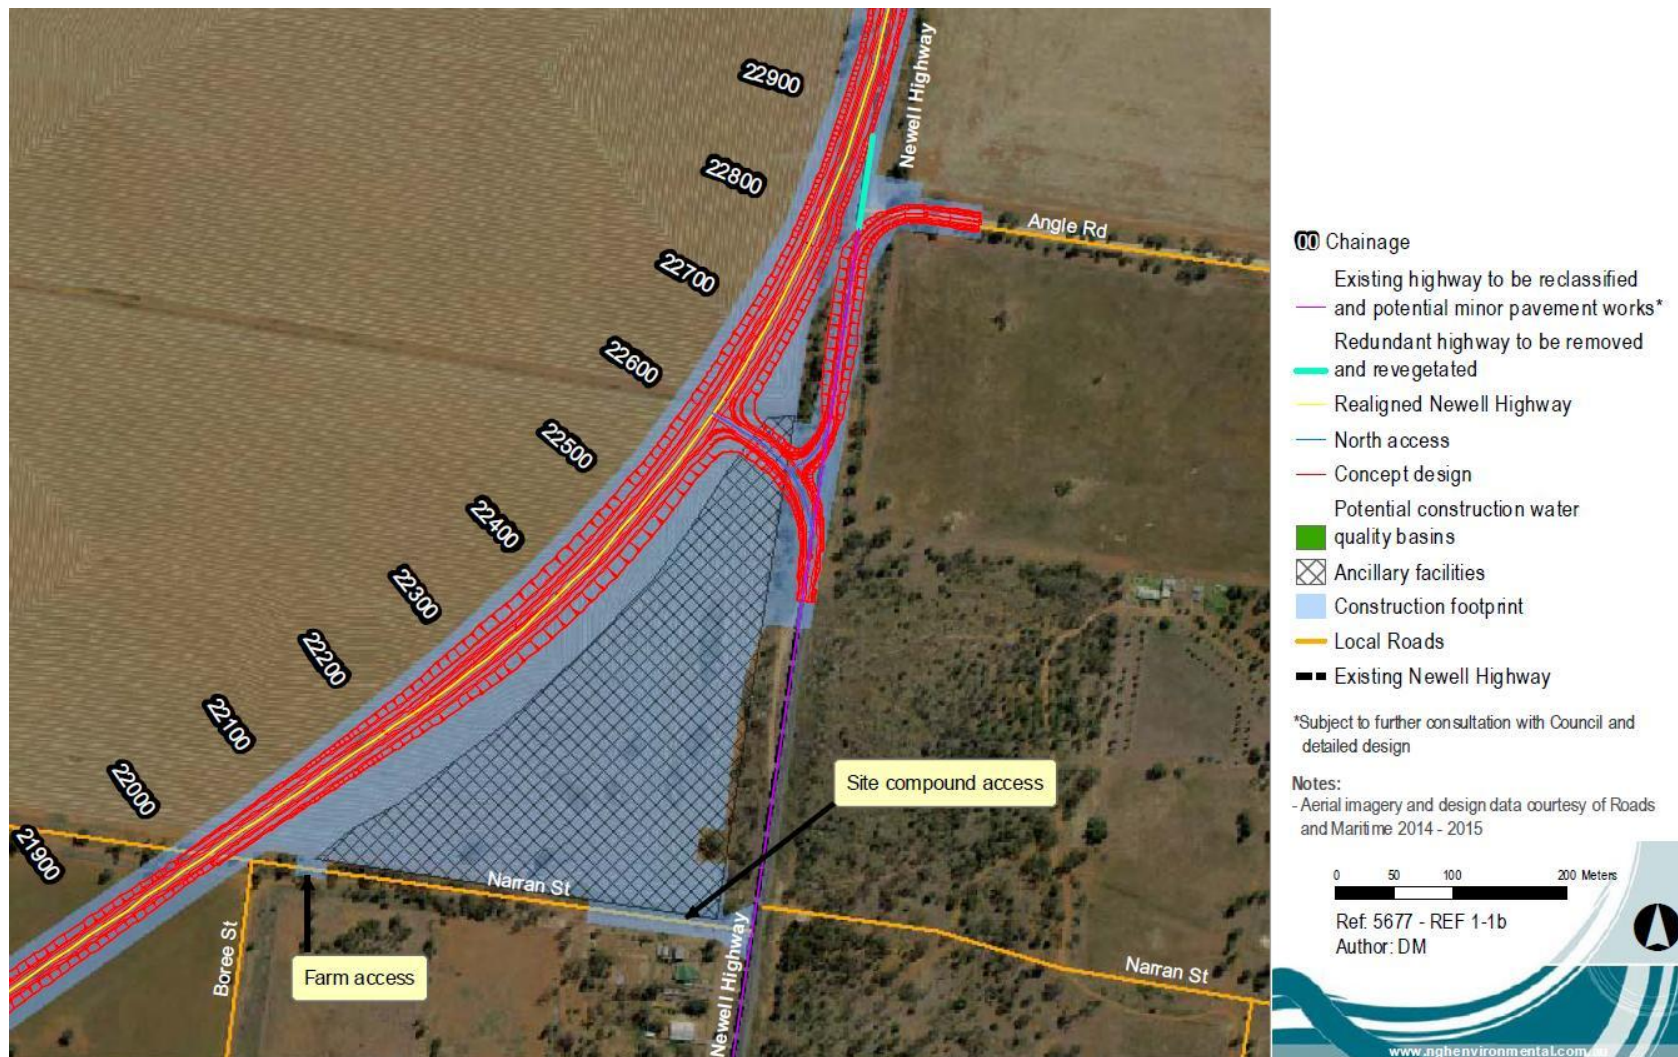 22900
Newell Highway
22800
Angle Rd
22700
22600
22500
22400
22300
22200
22100
22000
21900
Site compound access
Narran St
Boree St
Farm access
Newell Highway
Narran St
00 Chainage
Existing highway to be reclassified
and potential minor pavement works*
Redundant highway to be removed
and revegetated
Realigned Newell Highway
North access
Concept design
Potential construction water
quality basins
Ancillary facilities
Construction footprint
Local Roads
Existing Newell Highway
*Subject to further consultation with Council and
detailed design
Notes:
- Aerial imagery and design data courtesy of Roads
and Maritime 2014 - 2015
0 50 100 200 Meters
Ref: 5677 - REF 1-1b
Author: DM